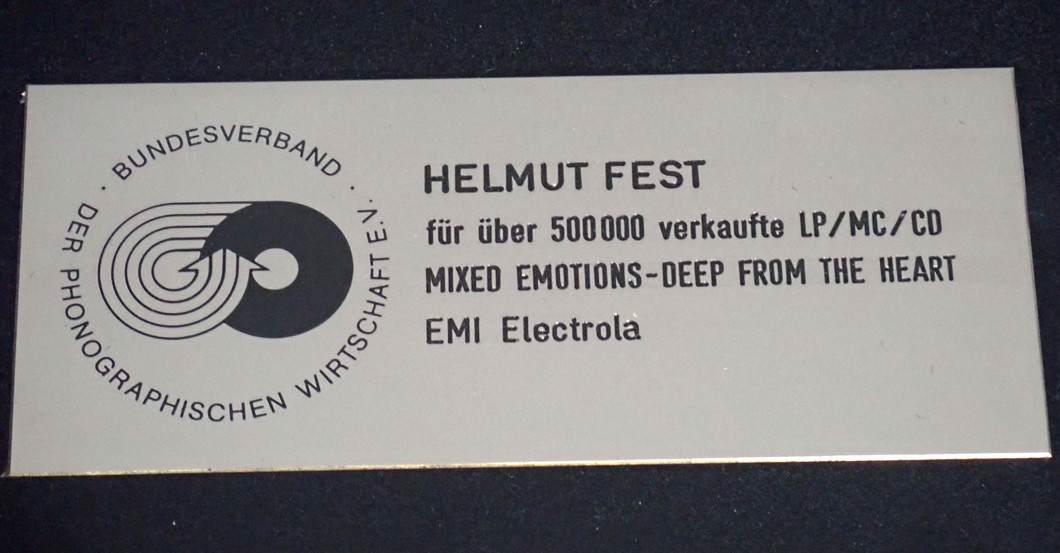 · BUNDESVERBAND ·
DER PHONOGRAPHISCHEN WIRTSCHAFT E.V.
HELMUT FEST
für über 500000 verkaufte LP/MC/CD
MIXED EMOTIONS-DEEP FROM THE HEART
EMI Electrola